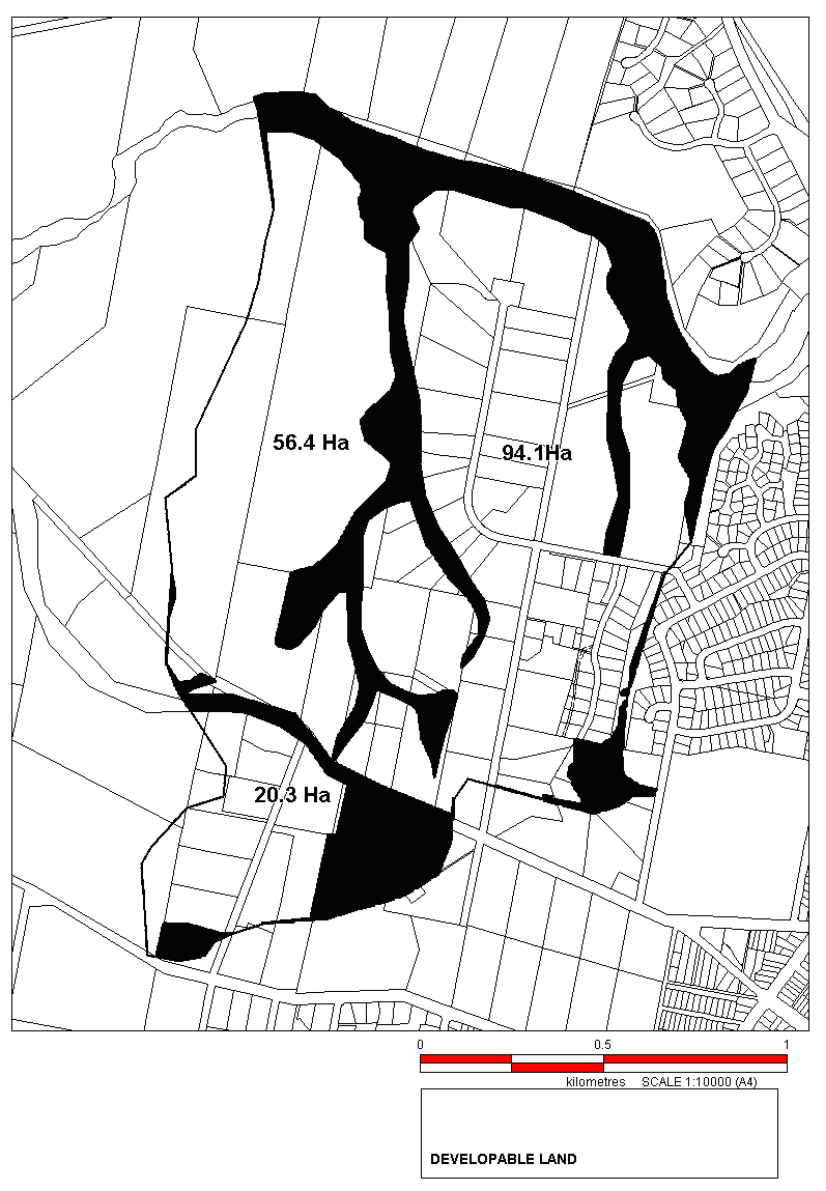 56.4 Ha
94.1Ha
20.3 Ha
0 0.5 1
kilometres SCALE 1:10000 (A4)
DEVELOPABLE LAND